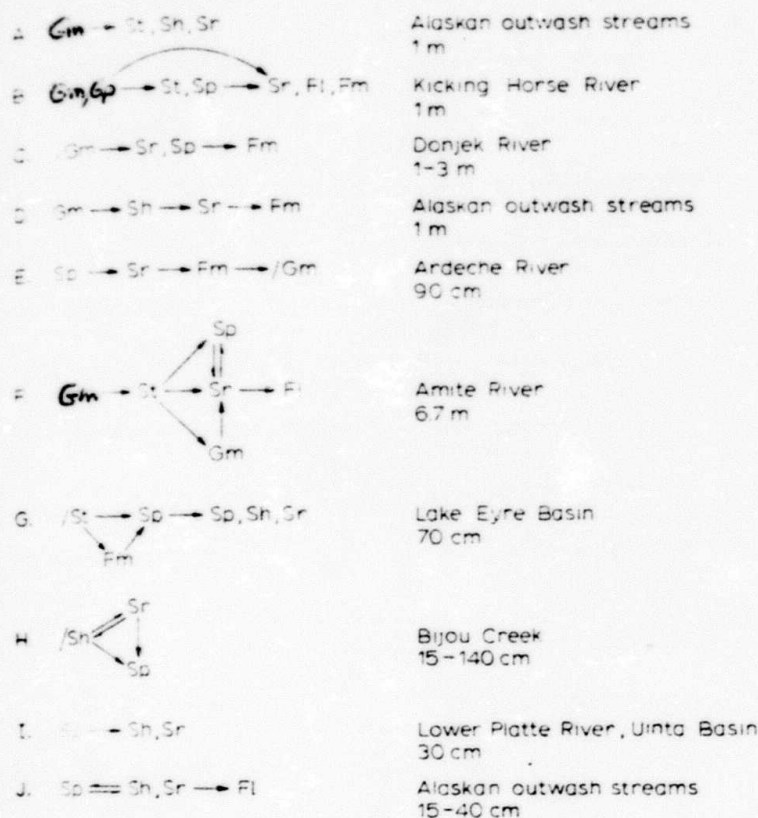 A. Gm → St, Sh, Sr Alaskan outwash streams
1 m
B. Gm, Gp → St, Sp → Sr, Fl, Fm Kicking Horse River
1 m
C. Gm → Sr, Sp → Fm Donjek River
1-3 m
D. Gm → Sh → Sr → Fm Alaskan outwash streams
1 m
E. Sp → Sr → Fm → /Gm Ardeche River
90 cm
Sp
F. Gm → St → Sr → Fl Amite River
6.7 m
Gm
G. /St → Sp → Sp, Sh, Sr Lake Eyre Basin
70 cm
Fm
Sr
H. /Sh Bijou Creek
15-140 cm
Sp
I. → Sh, Sr Lower Platte River, Uinta Basin
30 cm
J. Sp ⇌ Sh, Sr → Fl Alaskan outwash streams
15-40 cm